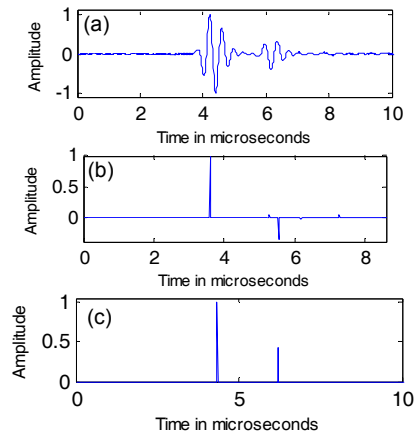 (a)
Amplitude
1
0
-1
0 2 4 6 8 10
Time in microseconds
(b)
Amplitude
1
0.5
0
0 2 4 6 8
Time in microseconds
(c)
Amplitude
1
0.5
0
0 5 10
Time in microseconds